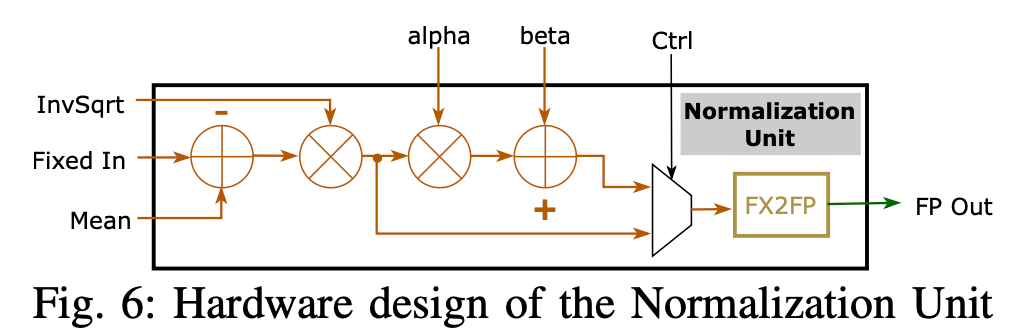 alpha
beta
Ctrl
InvSqrt
-
Normalization
Unit
Fixed In
FX2FP
FP Out
Mean
+
Fig. 6: Hardware design of the Normalization Unit